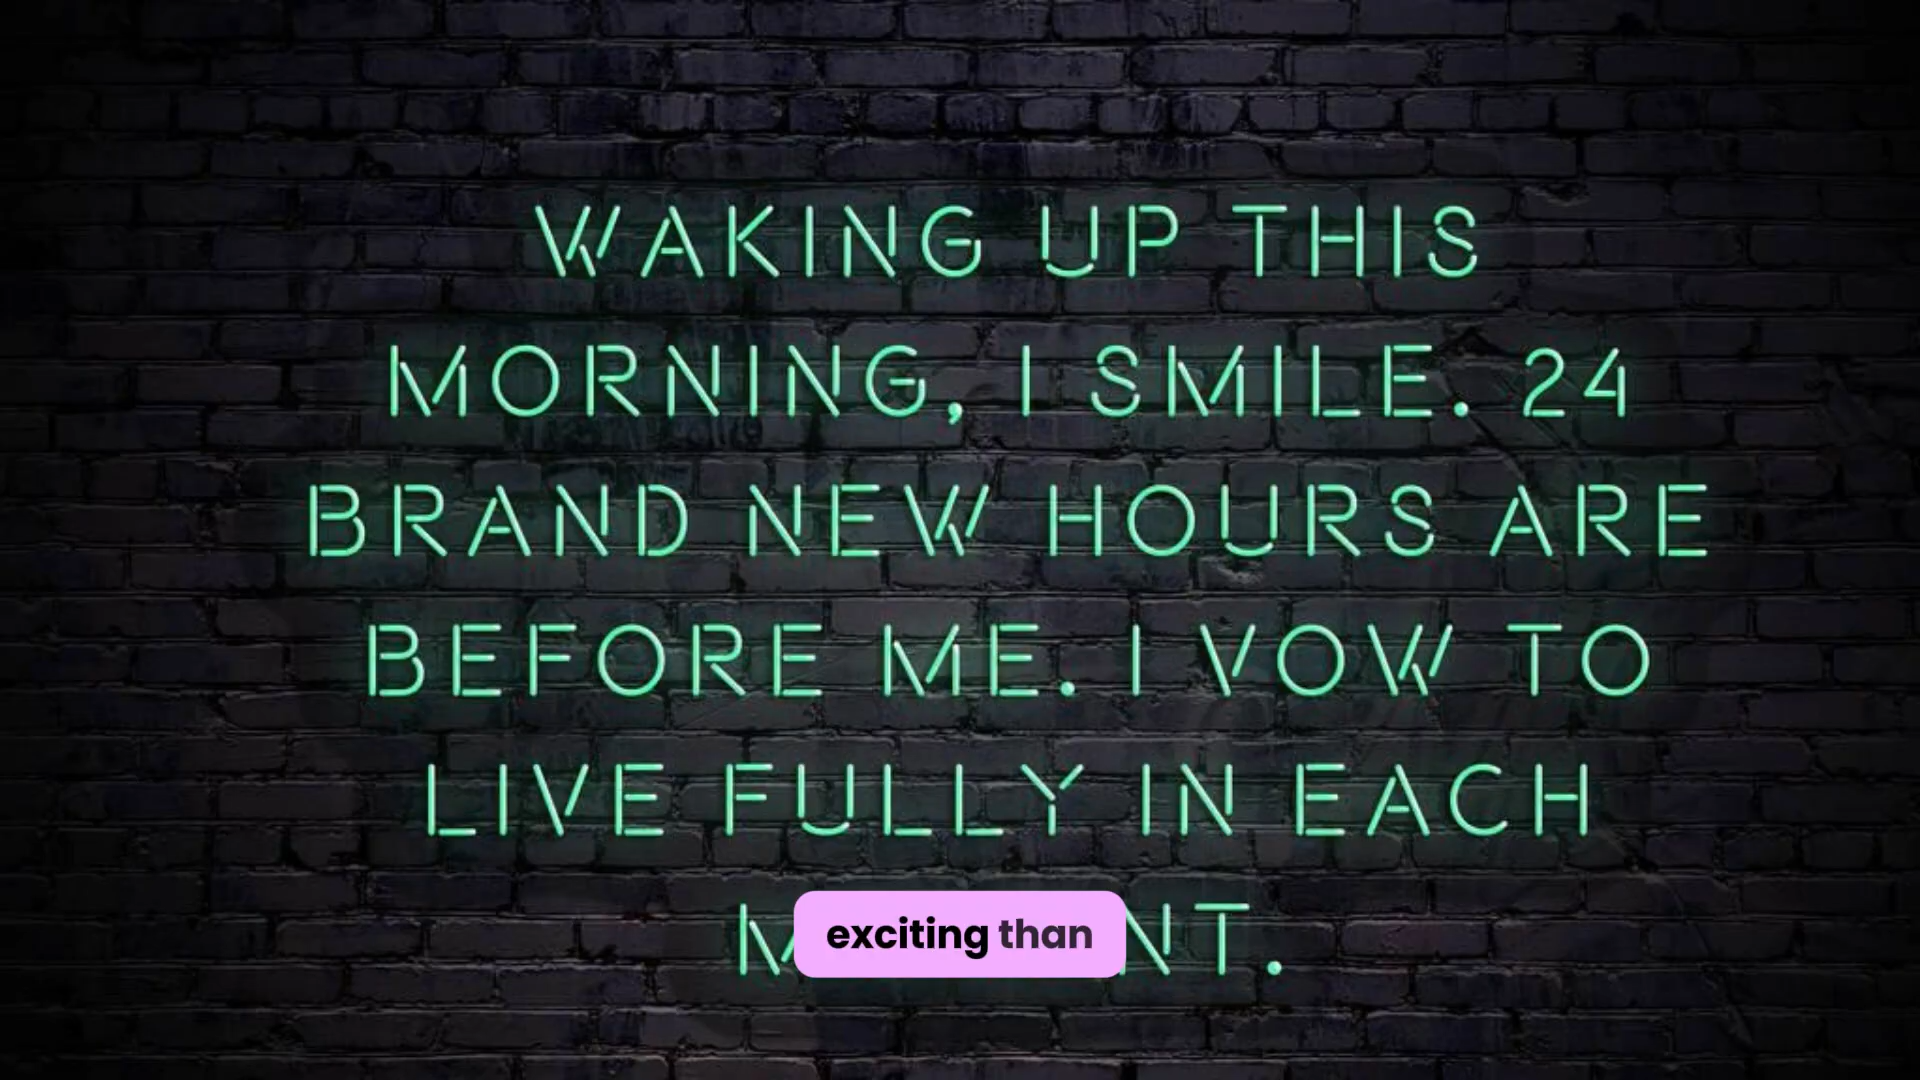 WAKING UP THIS
MORNING, I SMILE. 24
BRAND NEW HOURS ARE
BEFORE ME. I VOW TO
LIVE FULLY IN EACH
exciting than